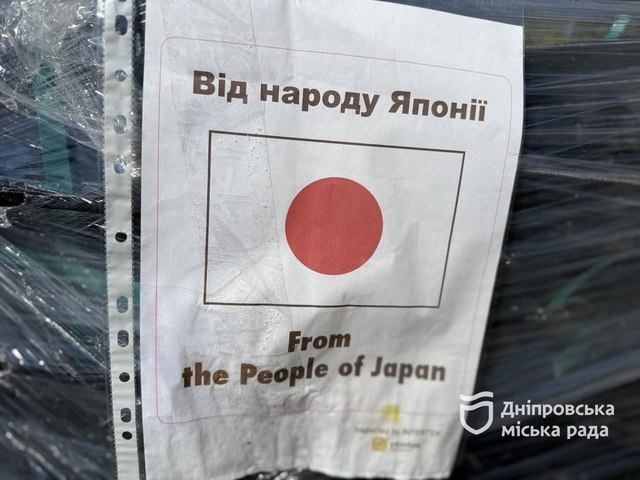 Від народу Японії
From
the People of Japan
Дніпровська
міська рада